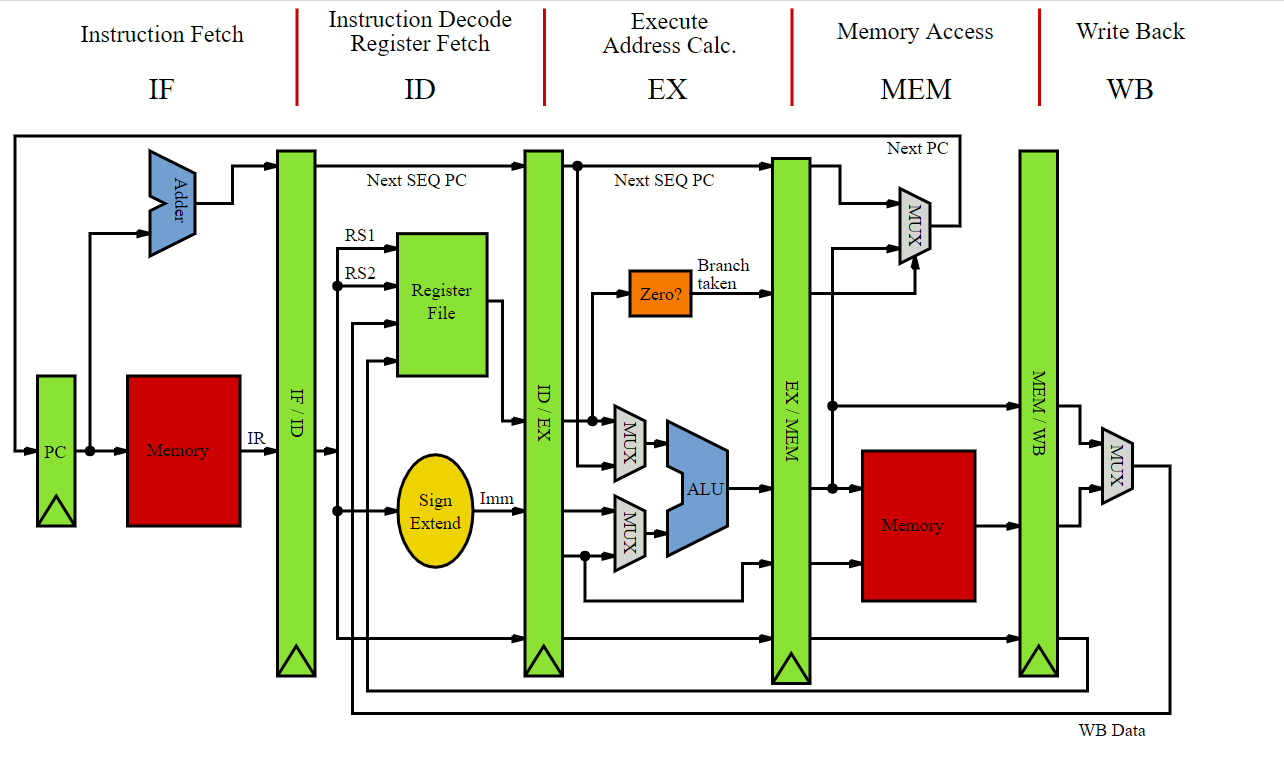 Instruction Fetch
IF
Instruction Decode
Register Fetch
ID
Execute
Address Calc.
EX
Memory Access
MEM
Write Back
WB
Next PC
Adder
Next SEQ PC
Next SEQ PC
MUX
RS1
RS2
Register
File
Branch
taken
Zero?
IF / ID
ID / EX
EX / MEM
MEM / WB
PC
Memory
IR
MUX
ALU
MUX
MUX
Sign
Extend
Imm
Memory
WB Data